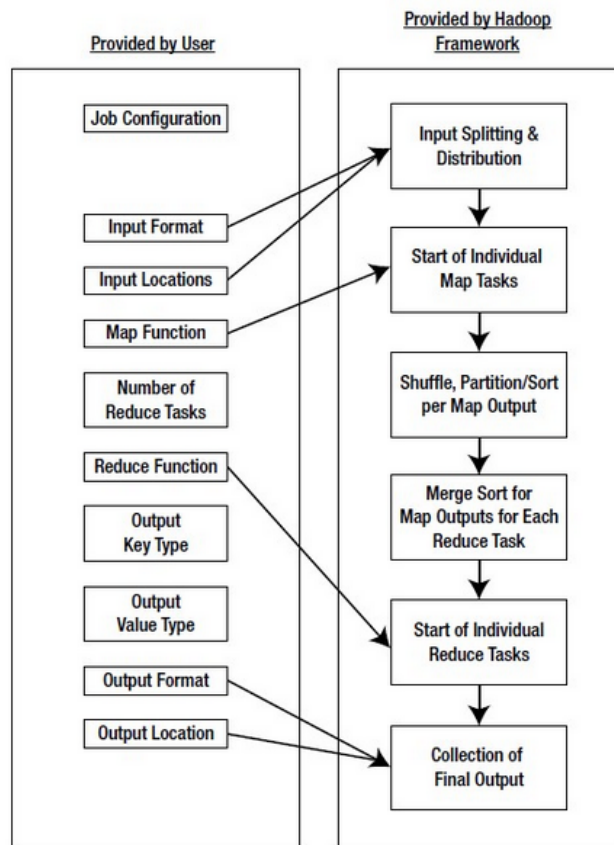 Provided by User
Provided by Hadoop
Framework
Job Configuration
Input Format
Input Locations
Map Function
Number of
Reduce Tasks
Reduce Function
Output
Key Type
Output
Value Type
Output Format
Output Location
Input Splitting &
Distribution
Start of Individual
Map Tasks
Shuffle, Partition/Sort
per Map Output
Merge Sort for
Map Outputs for Each
Reduce Task
Start of Individual
Reduce Tasks
Collection of
Final Output